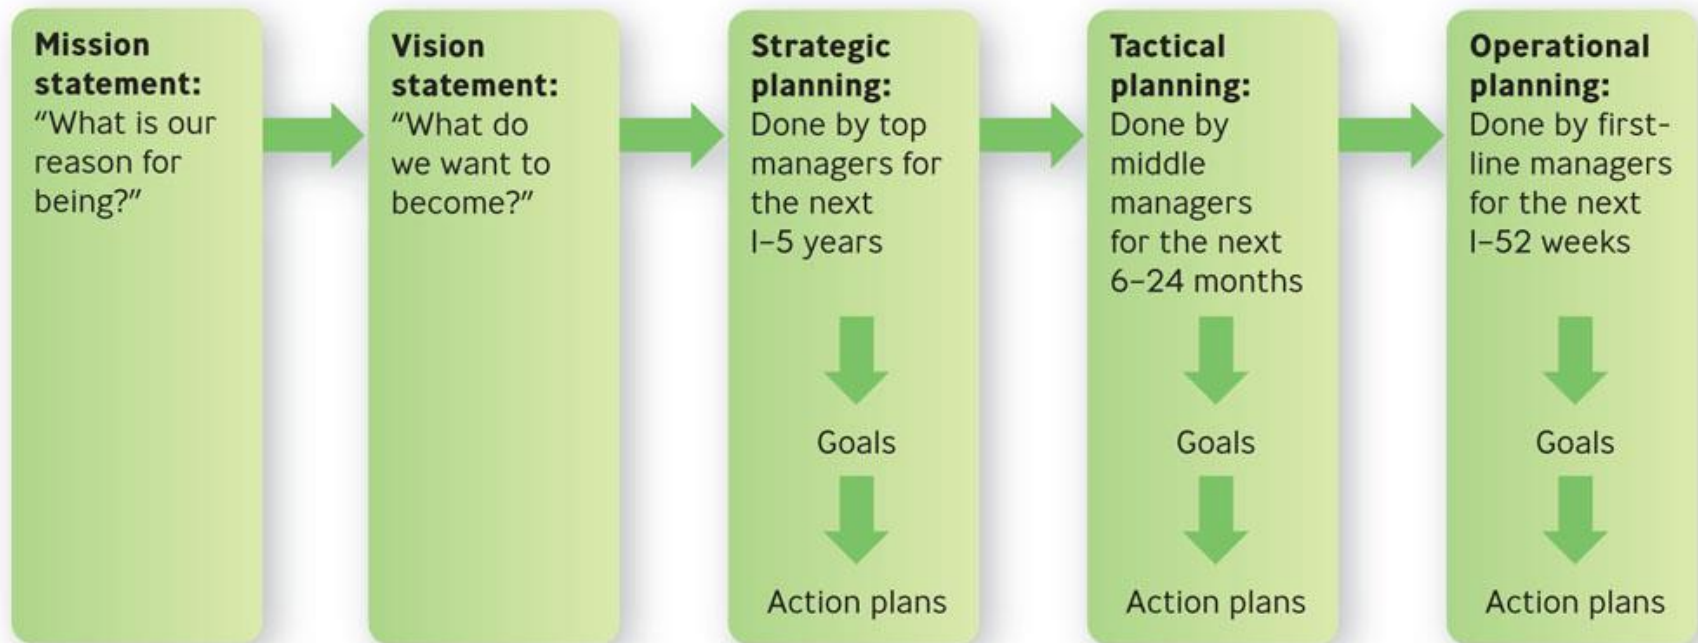 Mission
statement:
“What is our
reason for
being?”
Vision
statement:
“What do
we want to
become?”
Strategic
planning:
Done by top
managers for
the next
1–5 years
Goals
Action plans
Tactical
planning:
Done by
middle
managers
for the next
6–24 months
Goals
Action plans
Operational
planning:
Done by first-
line managers
for the next
1–52 weeks
Goals
Action plans